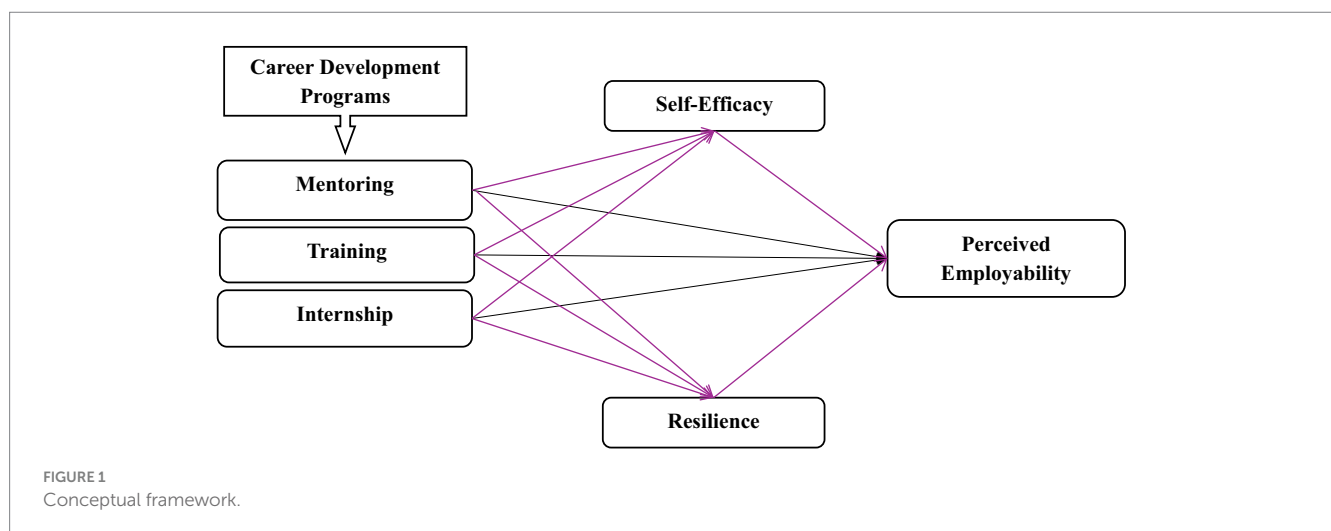 Career Development
Programs
Self-Efficacy
Mentoring
Training
Perceived
Employability
Internship
Resilience
FIGURE 1
Conceptual framework.